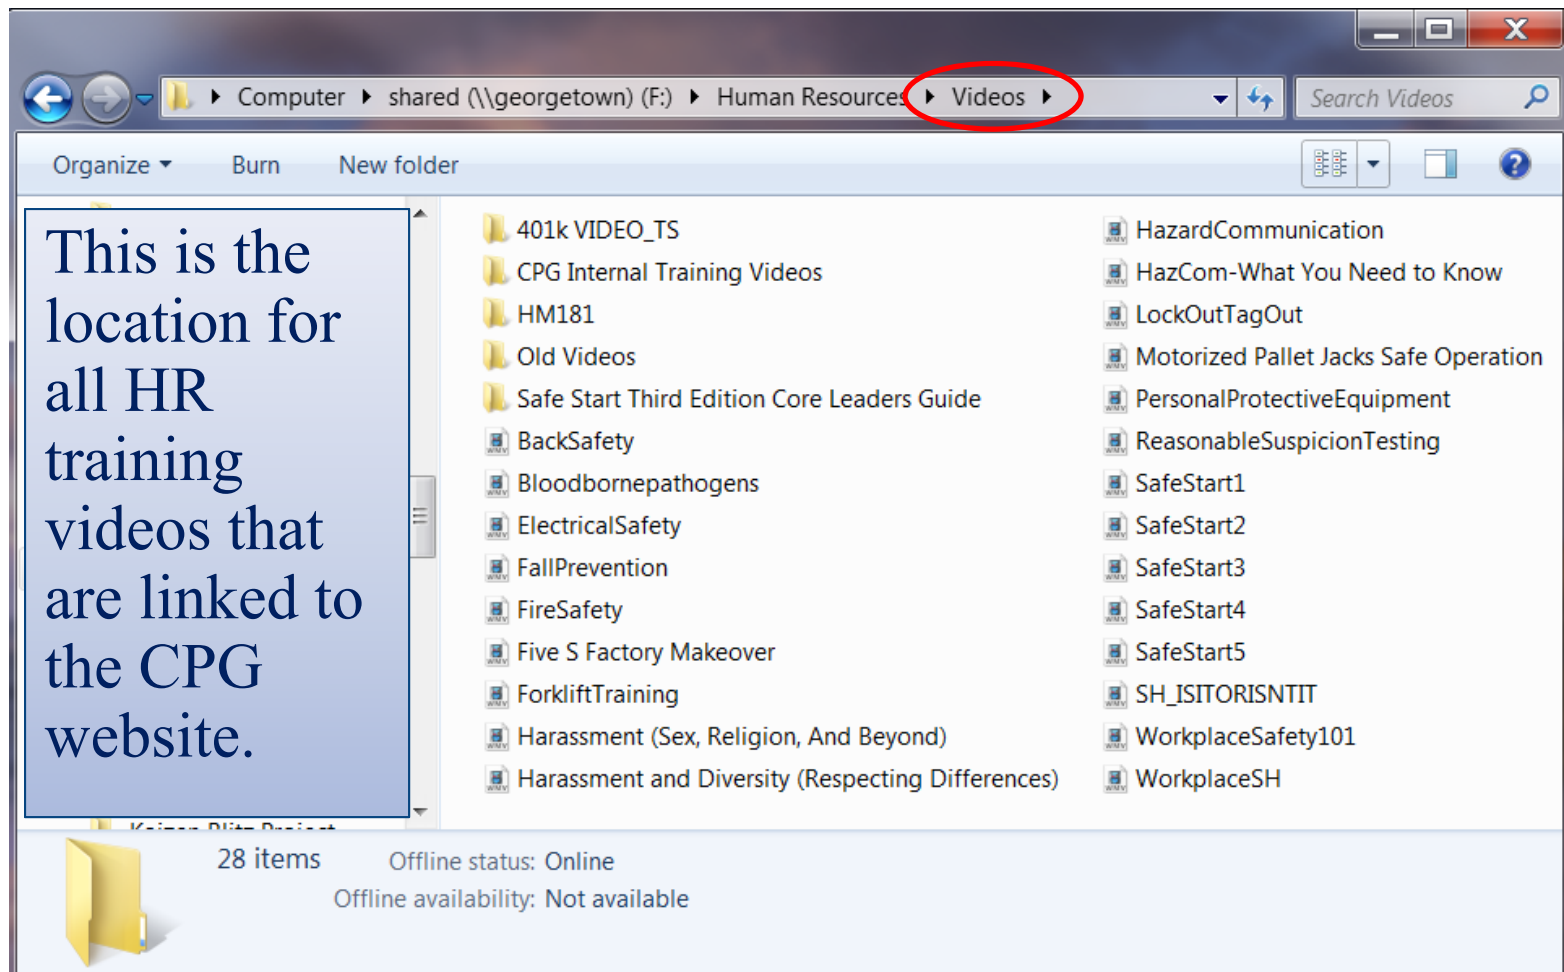 Computer ▸ shared (\\georgetown) (F:) ▸ Human Resources ▸ Videos ▸
Search Videos
Organize
Burn
New folder
This is the
location for
all HR
training
videos that
are linked to
the CPG
website.
401k VIDEO_TS
CPG Internal Training Videos
HM181
Old Videos
Safe Start Third Edition Core Leaders Guide
BackSafety
Bloodbornepathogens
ElectricalSafety
FallPrevention
FireSafety
Five S Factory Makeover
ForkliftTraining
Harassment (Sex, Religion, And Beyond)
Harassment and Diversity (Respecting Differences)
HazardCommunication
HazCom-What You Need to Know
LockOutTagOut
Motorized Pallet Jacks Safe Operation
PersonalProtectiveEquipment
ReasonableSuspicionTesting
SafeStart1
SafeStart2
SafeStart3
SafeStart4
SafeStart5
SH_ISITORISNTIT
WorkplaceSafety101
WorkplaceSH
Kaizen Blitz Project
28 items
Offline status: Online
Offline availability: Not available